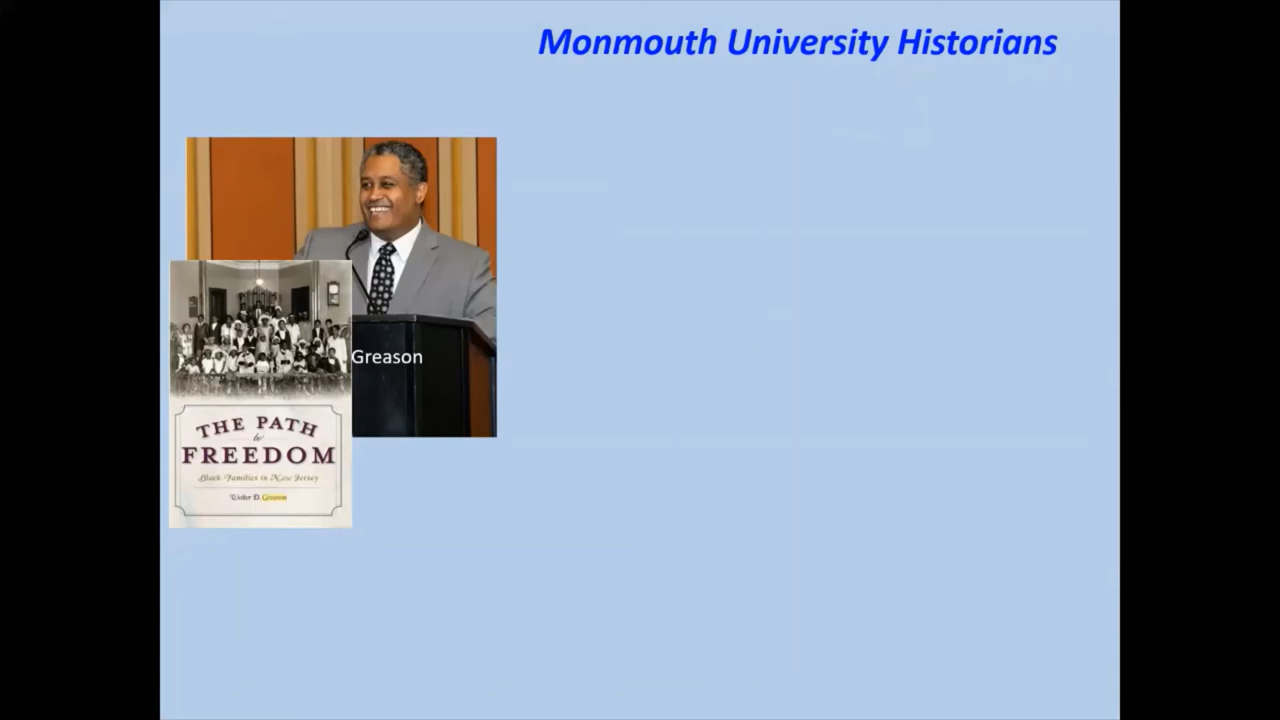 Monmouth University Historians
Greason
THE PATH
to
FREEDOM
Black Families in New Jersey
Walter D. Greason